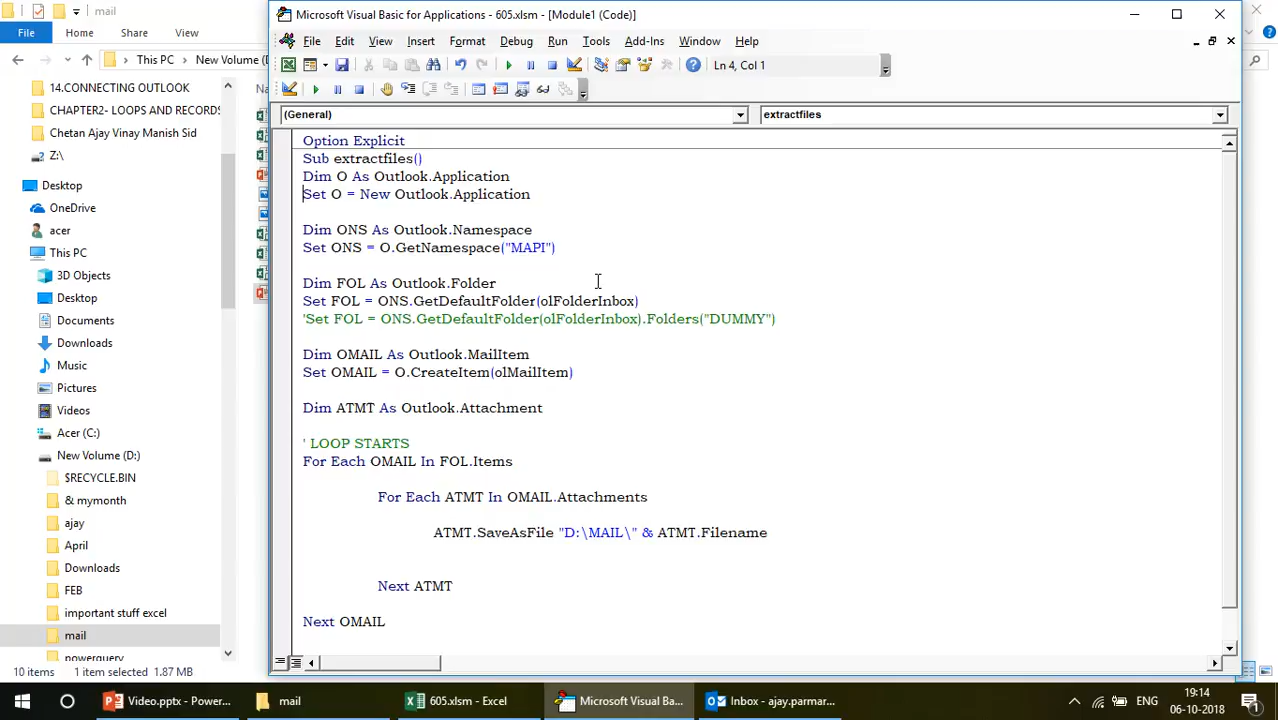 mail
Microsoft Visual Basic for Applications - 605.xlsm - [Module1 (Code)]
File Home Share View
File Edit View Insert Format Debug Run Tools Add-Ins Window Help
This PC New Volume (D
Ln 4, Col 1
14.CONNECTING OUTLOOK
CHAPTER2- LOOPS AND RECORDS
Chetan Ajay Vinay Manish Sid
Z:\
Desktop
OneDrive
acer
This PC
3D Objects
Desktop
Documents
Downloads
Music
Pictures
Videos
Acer (C:)
New Volume (D:)
$RECYCLE.BIN
& mymonth
ajay
April
Downloads
FEB
important stuff excel
mail
powerquery
10 items 1 item selected 1.87 MB
Na
(General) extractfiles
Option Explicit
Sub extractfiles()
Dim O As Outlook.Application
Set O = New Outlook.Application
Dim ONS As Outlook.Namespace
Set ONS = O.GetNamespace("MAPI")
Dim FOL As Outlook.Folder
Set FOL = ONS.GetDefaultFolder(olFolderInbox)
'Set FOL = ONS.GetDefaultFolder(olFolderInbox).Folders("DUMMY")
Dim OMAIL As Outlook.MailItem
Set OMAIL = O.CreateItem(olMailItem)
Dim ATMT As Outlook.Attachment
' LOOP STARTS
For Each OMAIL In FOL.Items
For Each ATMT In OMAIL.Attachments
ATMT.SaveAsFile "D:\MAIL\" & ATMT.Filename
Next ATMT
Next OMAIL
Video.pptx - Power... mail 605.xlsm - Excel Microsoft Visual Ba... Inbox - ajay.parmar... ENG 19:14
06-10-2018